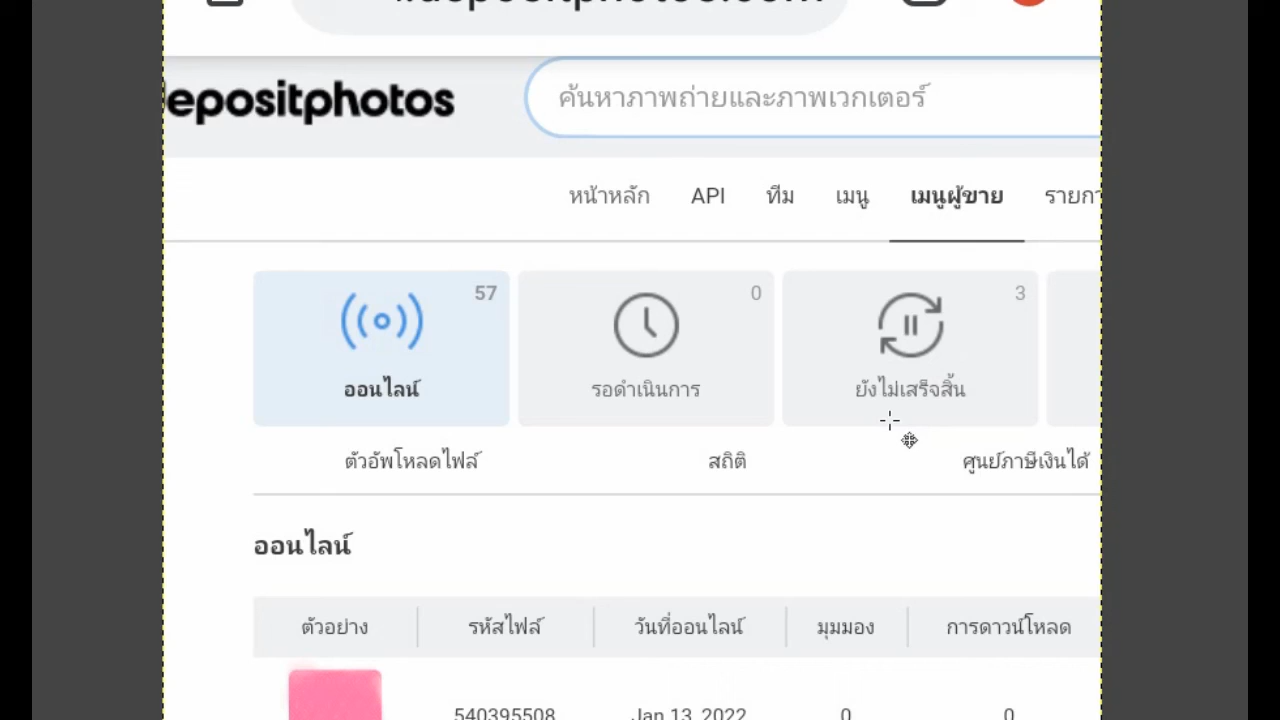 epositphotos
ค้นหาภาพถ่ายและภาพเวกเตอร์
หน้าหลัก API ทีม เมนู เมนูผู้ขาย
57 0 3
ออนไลน์ รอดำเนินการ ยังไม่เสร็จสิ้น
ตัวอัพโหลดไฟล์ สถิติ ศูนย์ภาษีเงินได้
ออนไลน์
ตัวอย่าง รหัสไฟล์ วันที่ออนไลน์ มุมมอง การดาวน์โหลด
540395508 Jan 13, 2022 0 0